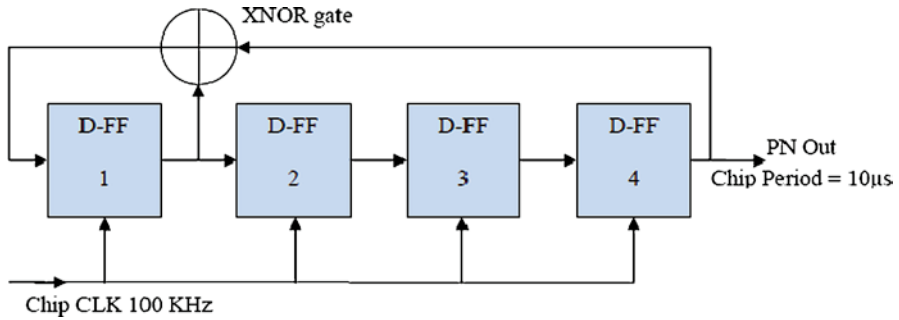 XNOR gate
D-FF
1
D-FF
2
D-FF
3
D-FF
4
PN Out
Chip Period = 10μs
Chip CLK 100 KHz